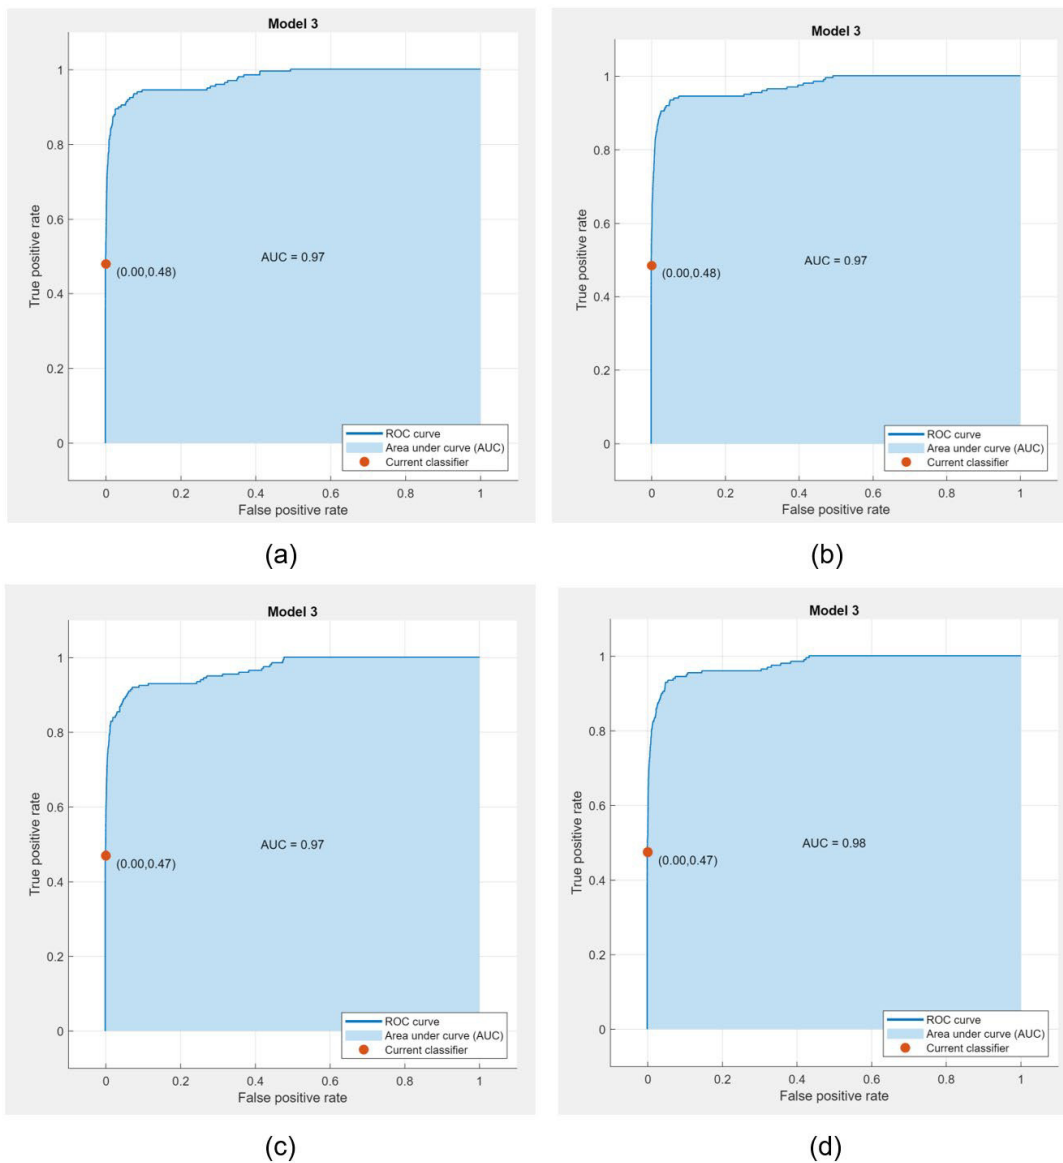 Model 3
1
0.8
0.6
0.4
0.2
0
True positive rate
AUC = 0.97
(0.00,0.48)
ROC curve
Area under curve (AUC)
Current classifier
0 0.2 0.4 0.6 0.8 1
False positive rate
(a)
Model 3
1
0.8
0.6
0.4
0.2
0
True positive rate
AUC = 0.97
(0.00,0.48)
ROC curve
Area under curve (AUC)
Current classifier
0 0.2 0.4 0.6 0.8 1
False positive rate
(b)
Model 3
1
0.8
0.6
0.4
0.2
0
True positive rate
AUC = 0.97
(0.00,0.47)
ROC curve
Area under curve (AUC)
Current classifier
0 0.2 0.4 0.6 0.8 1
False positive rate
(c)
Model 3
1
0.8
0.6
0.4
0.2
0
True positive rate
AUC = 0.98
(0.00,0.47)
ROC curve
Area under curve (AUC)
Current classifier
0 0.2 0.4 0.6 0.8 1
False positive rate
(d)